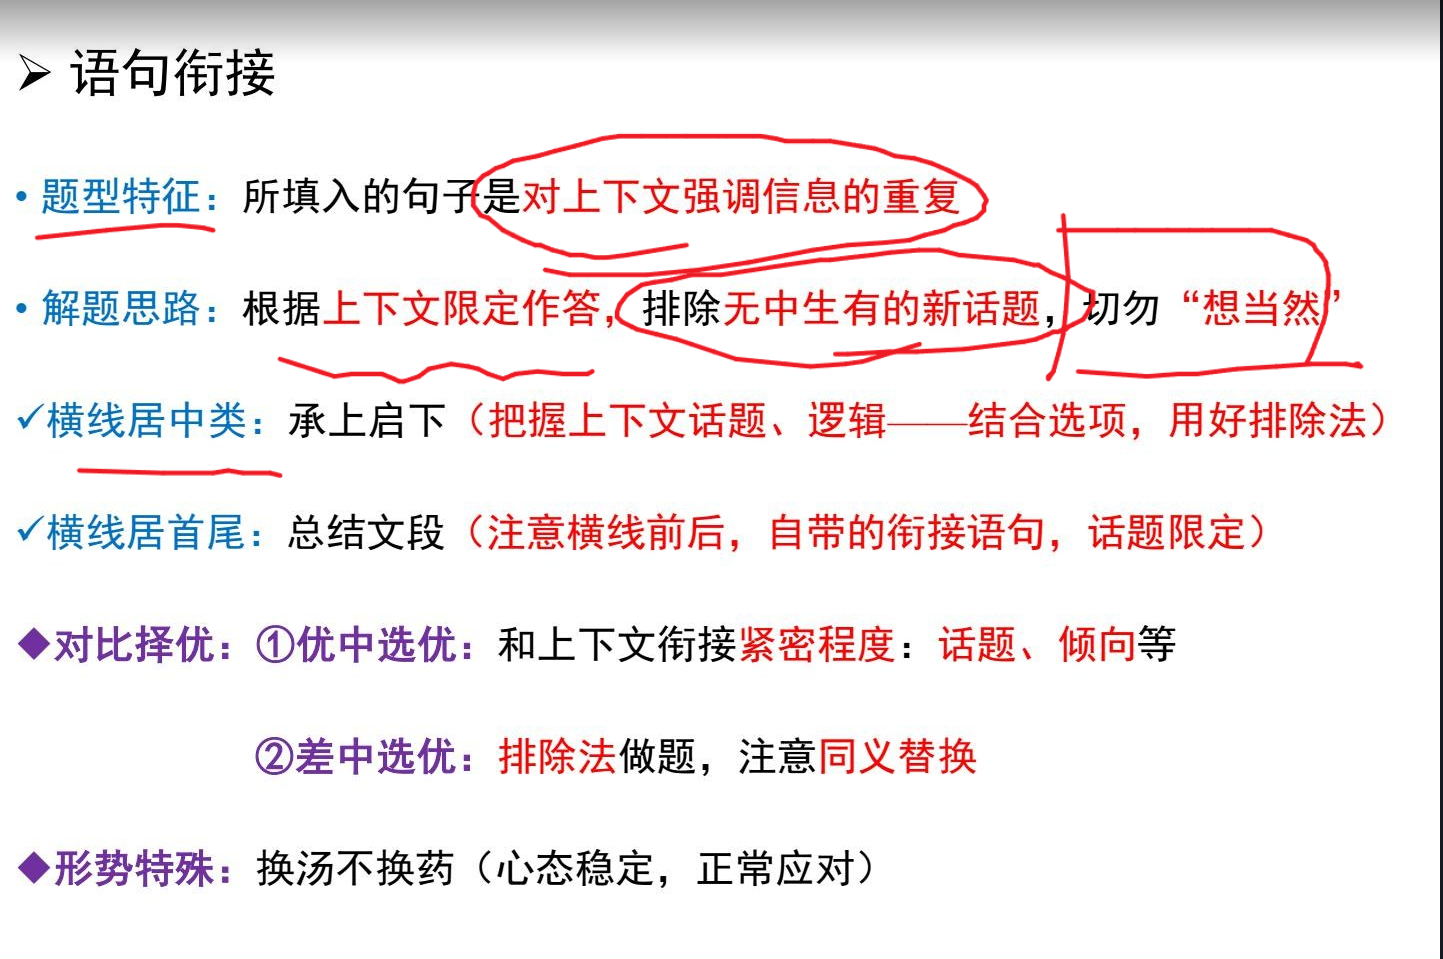 ➢ 语句衔接
• 题型特征：所填入的句子是对上下文强调信息的重复
• 解题思路：根据上下文限定作答，排除无中生有的新话题，切勿“想当然”
✓横线居中类：承上启下（把握上下文话题、逻辑——结合选项，用好排除法）
✓横线居首尾：总结文段（注意横线前后，自带的衔接语句，话题限定）
◆对比择优：①优中选优：和上下文衔接紧密程度：话题、倾向等
②差中选优：排除法做题，注意同义替换
◆形势特殊：换汤不换药（心态稳定，正常应对）